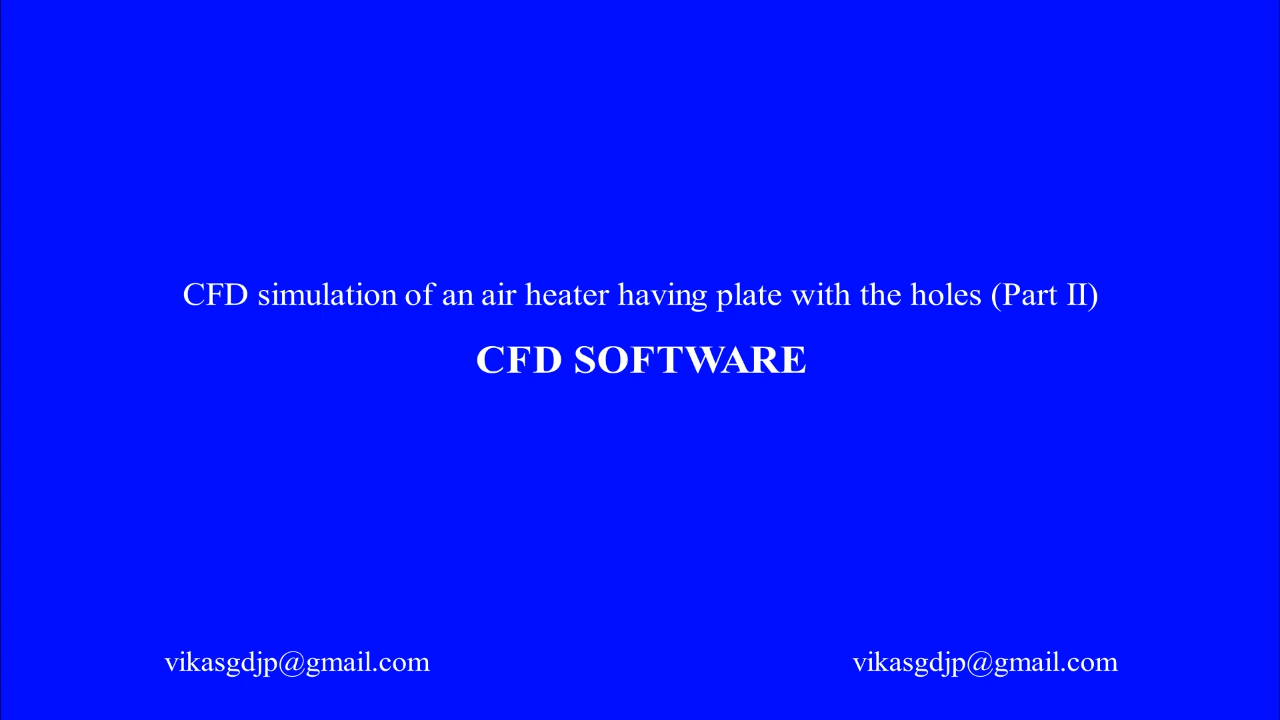 CFD simulation of an air heater having plate with the holes (Part II)
CFD SOFTWARE
vikasgdjp@gmail.com
vikasgdjp@gmail.com